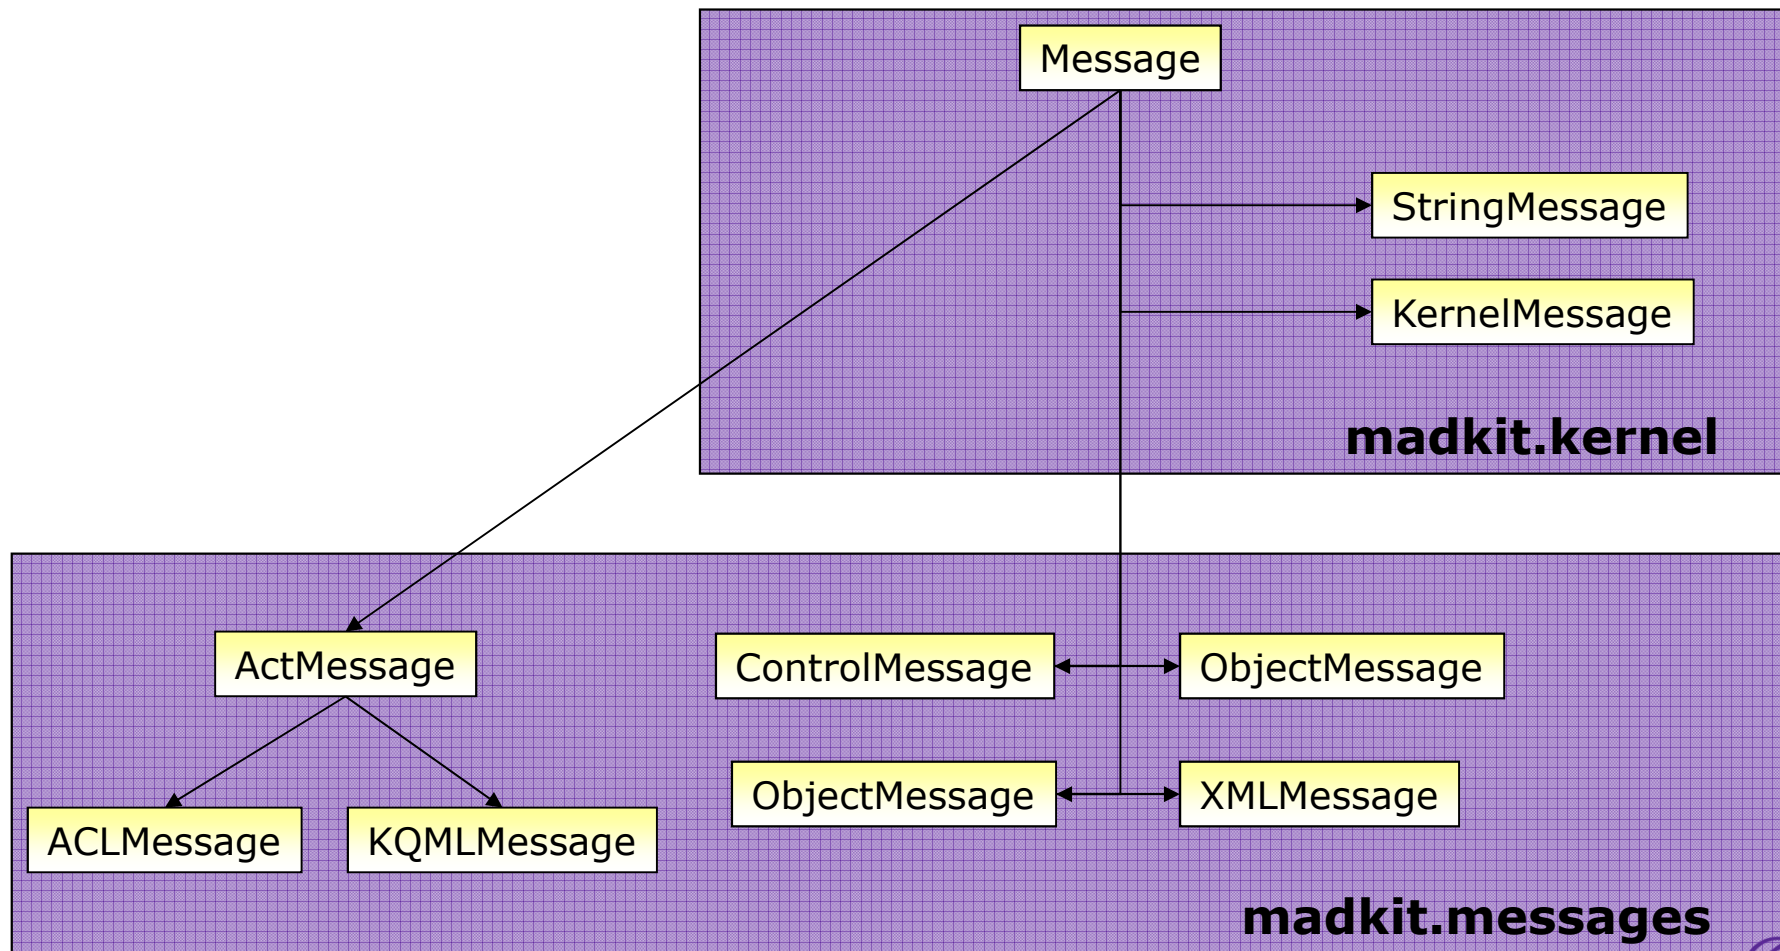 Message
StringMessage
KernelMessage
madkit.kernel
ActMessage
ControlMessage
ObjectMessage
ObjectMessage
XMLMessage
ACLMessage
KQMLMessage
madkit.messages